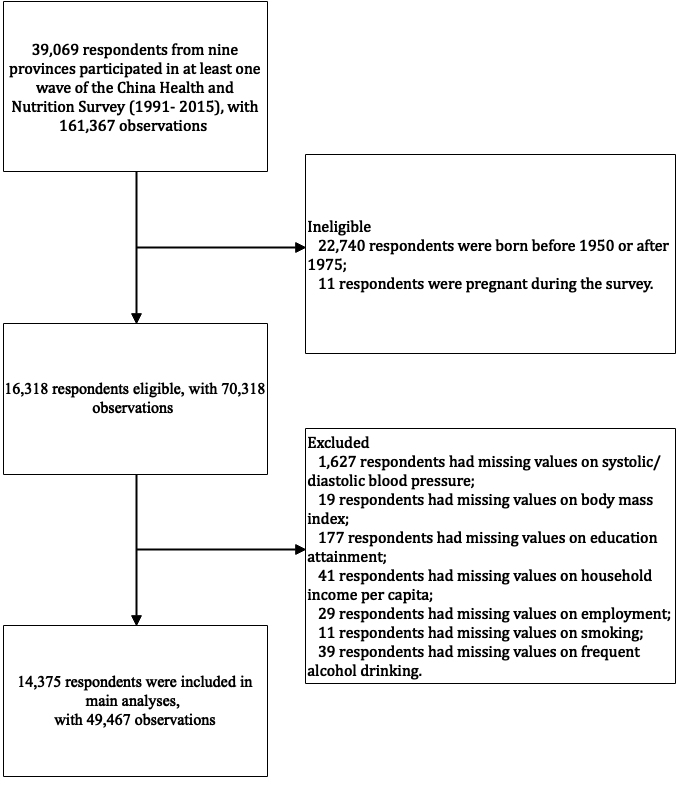 39,069 respondents from nine
provinces participated in at least one
wave of the China Health and
Nutrition Survey (1991- 2015), with
161,367 observations
Ineligible
22,740 respondents were born before 1950 or after
1975;
11 respondents were pregnant during the survey.
16,318 respondents eligible, with 70,318
observations
Excluded
1,627 respondents had missing values on systolic/
diastolic blood pressure;
19 respondents had missing values on body mass
index;
177 respondents had missing values on education
attainment;
41 respondents had missing values on household
income per capita;
29 respondents had missing values on employment;
11 respondents had missing values on smoking;
39 respondents had missing values on frequent
alcohol drinking.
14,375 respondents were included in
main analyses,
with 49,467 observations